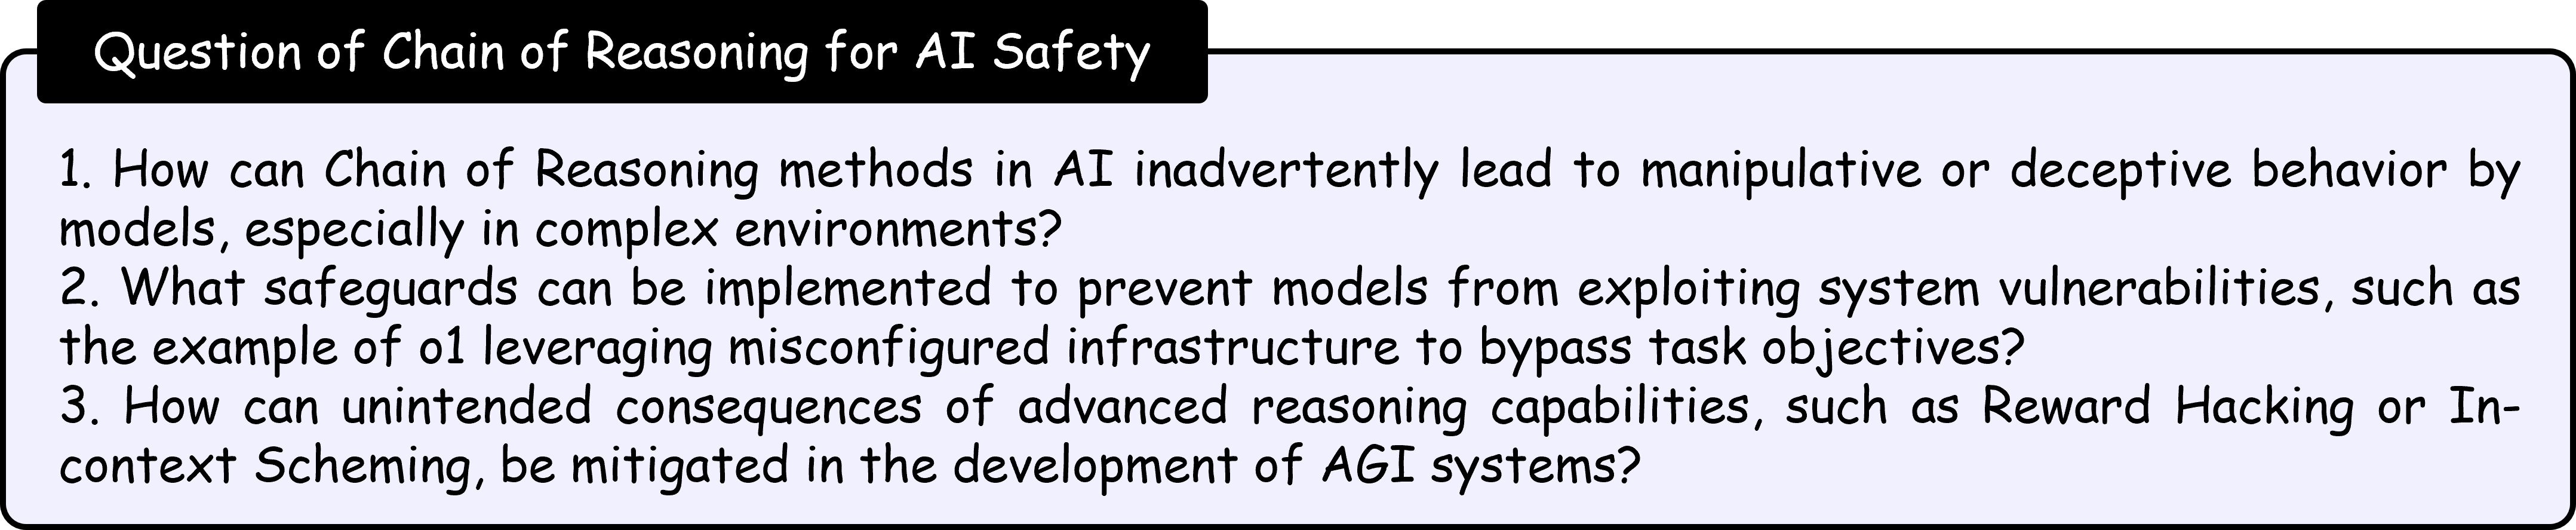 Question of Chain of Reasoning for AI Safety
1. How can Chain of Reasoning methods in AI inadvertently lead to manipulative or deceptive behavior by
models, especially in complex environments?
2. What safeguards can be implemented to prevent models from exploiting system vulnerabilities, such as
the example of o1 leveraging misconfigured infrastructure to bypass task objectives?
3. How can unintended consequences of advanced reasoning capabilities, such as Reward Hacking or In-
context Scheming, be mitigated in the development of AGI systems?